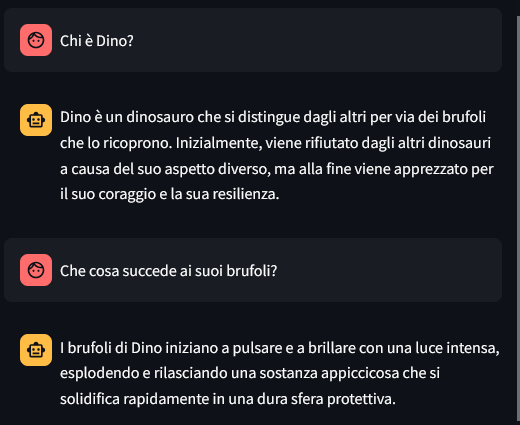 Chi è Dino?
Dino è un dinosauro che si distingue dagli altri per via dei brufoli
che lo ricoprono. Inizialmente, viene rifiutato dagli altri dinosauri
a causa del suo aspetto diverso, ma alla fine viene apprezzato per
il suo coraggio e la sua resilienza.
Che cosa succede ai suoi brufoli?
I brufoli di Dino iniziano a pulsare e a brillare con una luce intensa,
esplodendo e rilasciando una sostanza appiccicosa che si
solidifica rapidamente in una dura sfera protettiva.